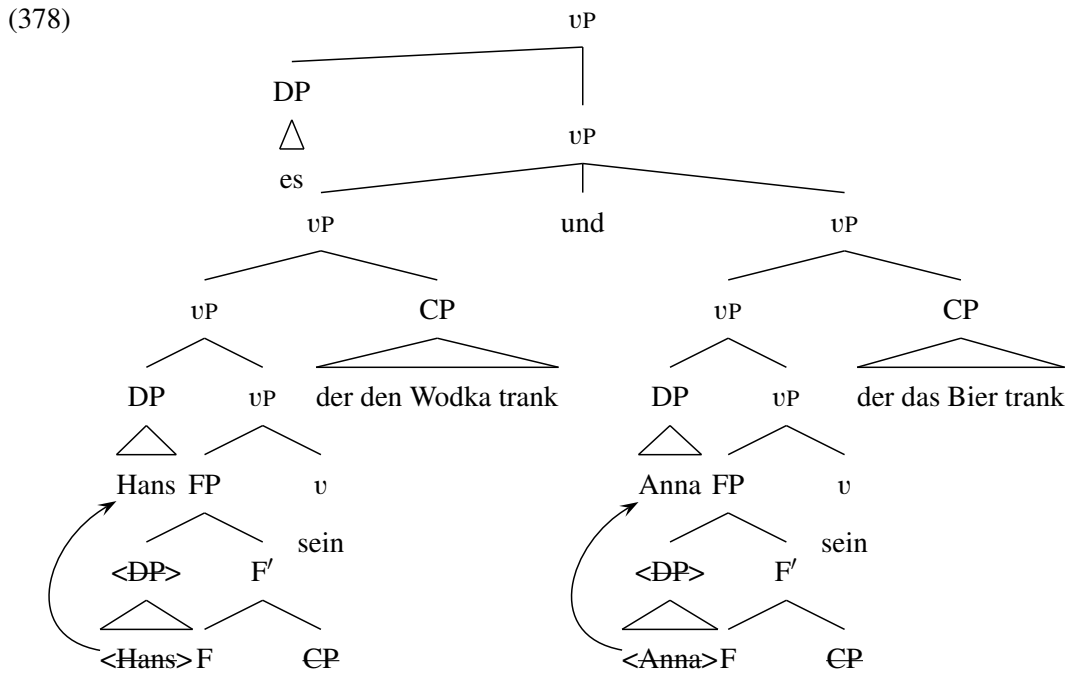 (378)
υP
DP
υP
es
υP und υP
υP CP υP CP
DP υP der den Wodka trank DP υP der das Bier trank
Hans FP υ Anna FP υ
sein sein
<DP> F′ <DP> F′
<Hans> F CP <Anna> F CP